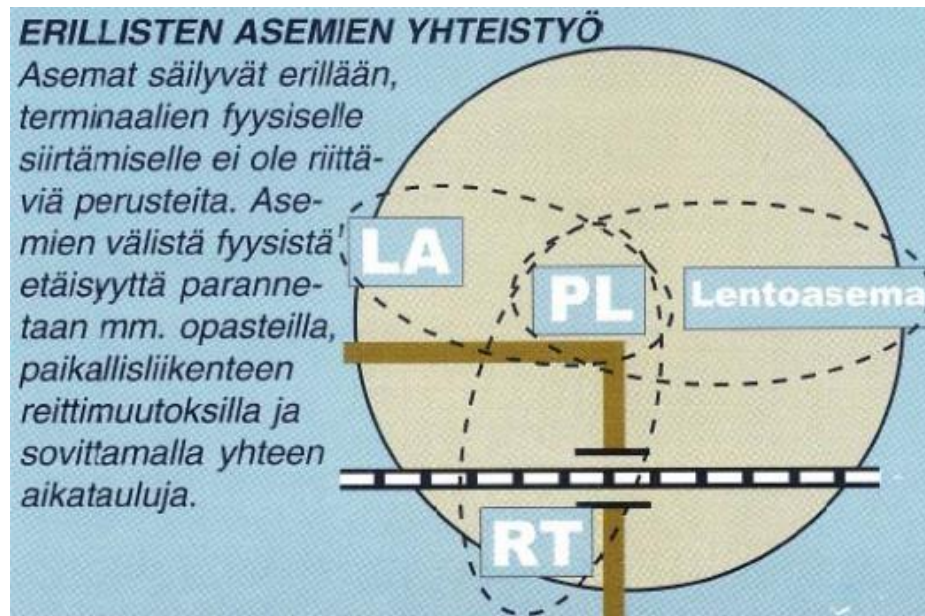 ERILLISTEN ASEMIEN YHTEISTYÖ
Asemat säilyvät erillään,
terminaalien fyysiselle
siirtämiselle ei ole riittä-
viä perusteita. Ase-
mien välistä fyysistä
etäisyyttä paranne-
taan mm. opasteilla,
paikallisliikenteen
reittimuutoksilla ja
sovittamalla yhteen
aikatauluja.
LA
PL
Lentoasema
RT